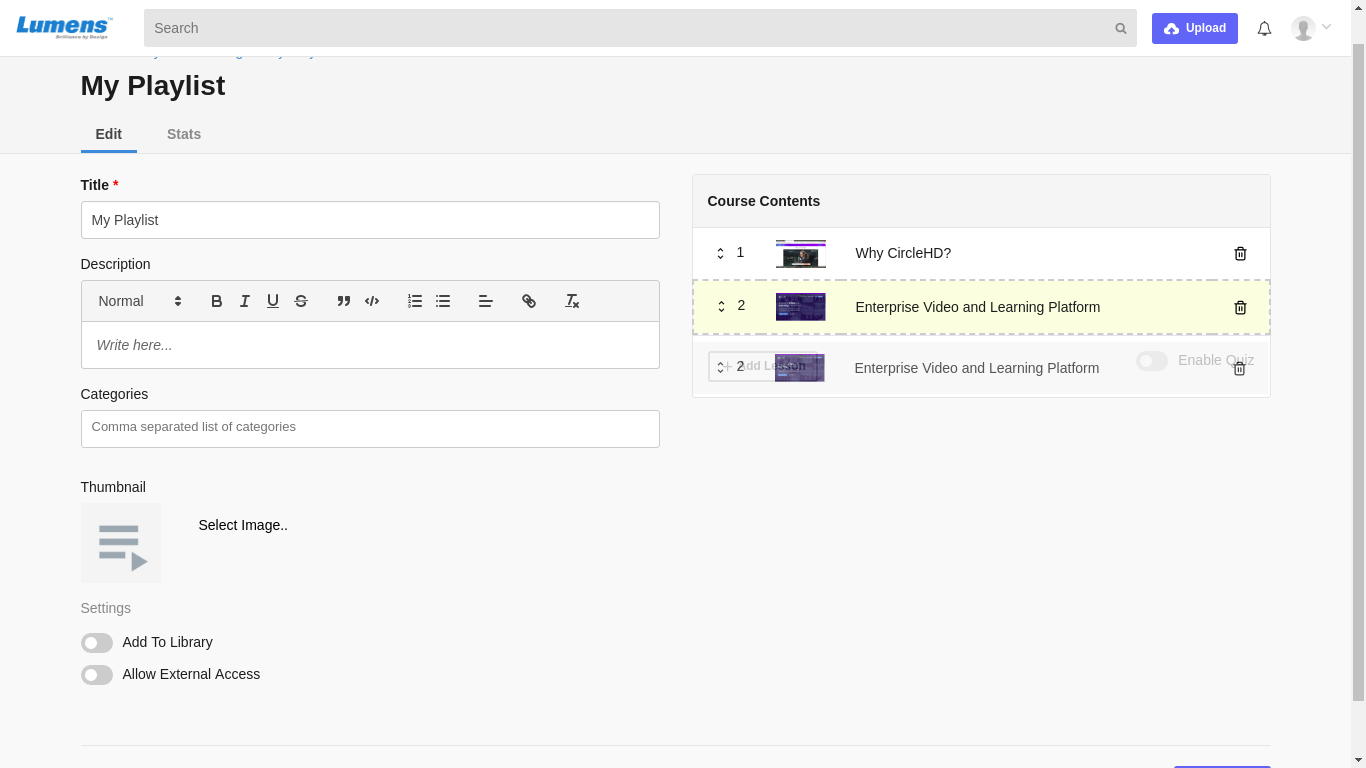 Lumens™
Brilliance by Design
Search
Upload
My Playlist
Edit
Stats
Title *
My Playlist
Description
Normal
Write here...
Categories
Comma separated list of categories
Thumbnail
Select Image..
Settings
Add To Library
Allow External Access
Course Contents
1 Why CircleHD?
2 Enterprise Video and Learning Platform
2 Enterprise Video and Learning Platform
Add Lesson
Enable Quiz